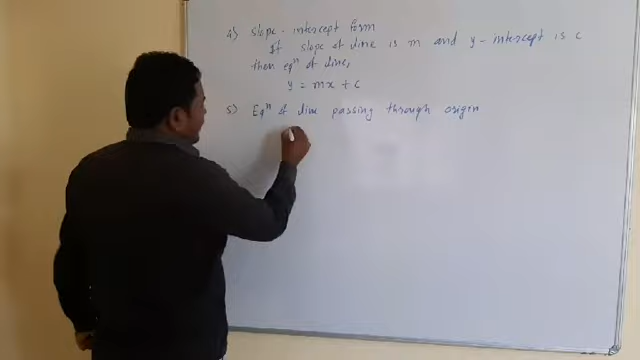 4) slope - intercept form
If slope of line is m and y - intercept is c
then eqⁿ of line,
y = mx + c
5) Eqⁿ of line passing through origin